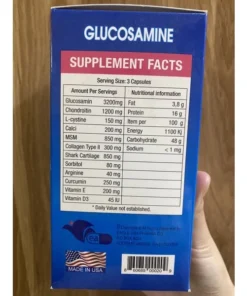 GLUCOSAMINE
SUPPLEMENT FACTS
Serving Size: 3 Capsules
Amount Per Servings
Nutritional information
Glucosamin 3200mg
Fat 3,8 g
Chondroitin 1200 mg
Protein 16 g
L-cystine 150 mg
Item per 100 g
Calci 200 mg
Energy 1100 Kj
MSM 850 mg
Carbohydrate 48 g
Collagen Type II 300 mg
Sodium < 1 mg
Shark Cartilage 850 mg
Sodsitol 80 mg
Arginine 40 mg
Curcumin 250 mg
Vitamin E 200 mg
Vitamin D3 45 IU
* Daily Value not established.
MADE IN USA